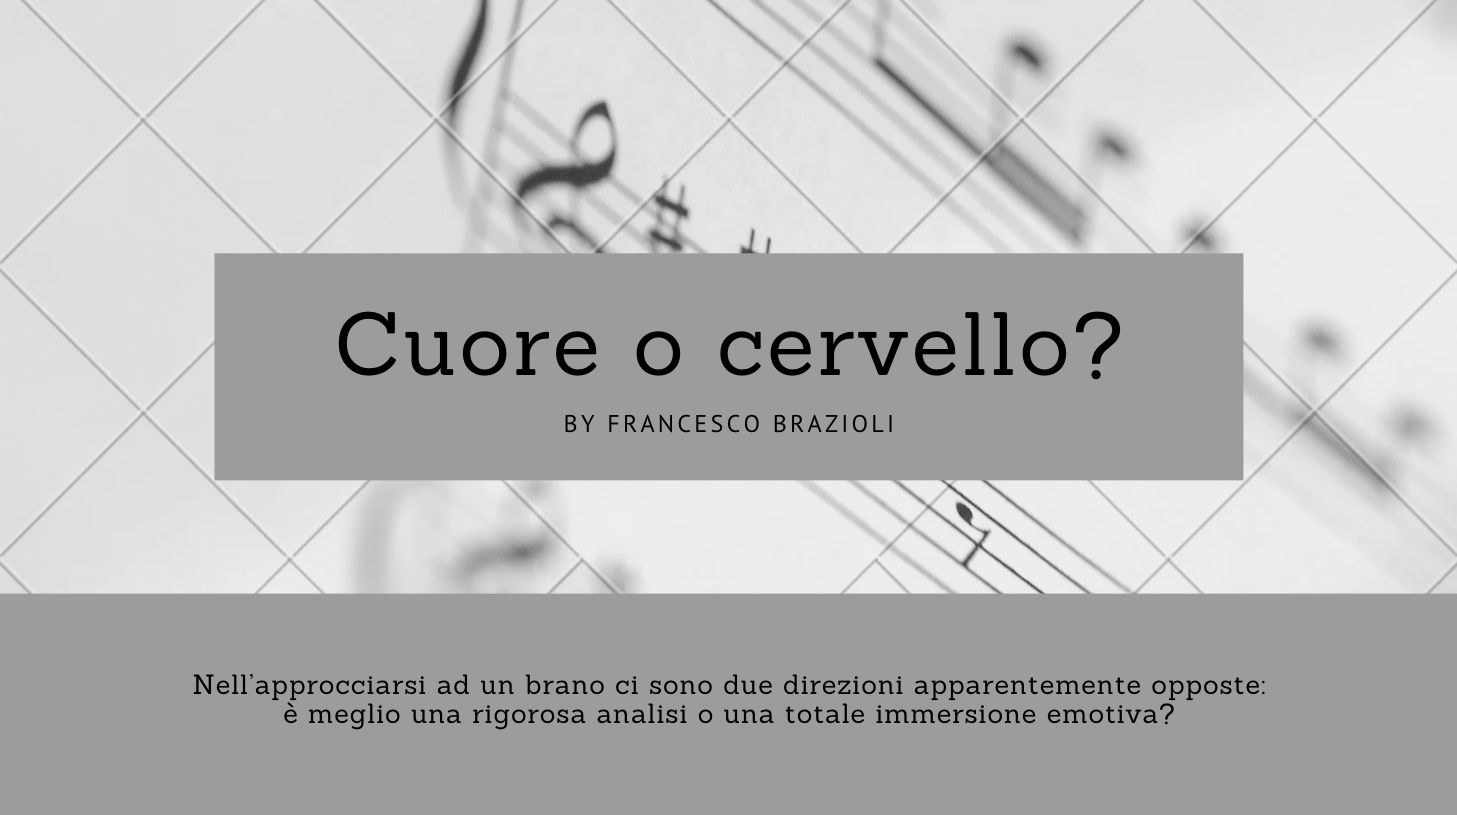 Cuore o cervello?
BY FRANCESCO BRAZIOLI
Nell'approcciarsi ad un brano ci sono due direzioni apparentemente opposte:
è meglio una rigorosa analisi o una totale immersione emotiva?